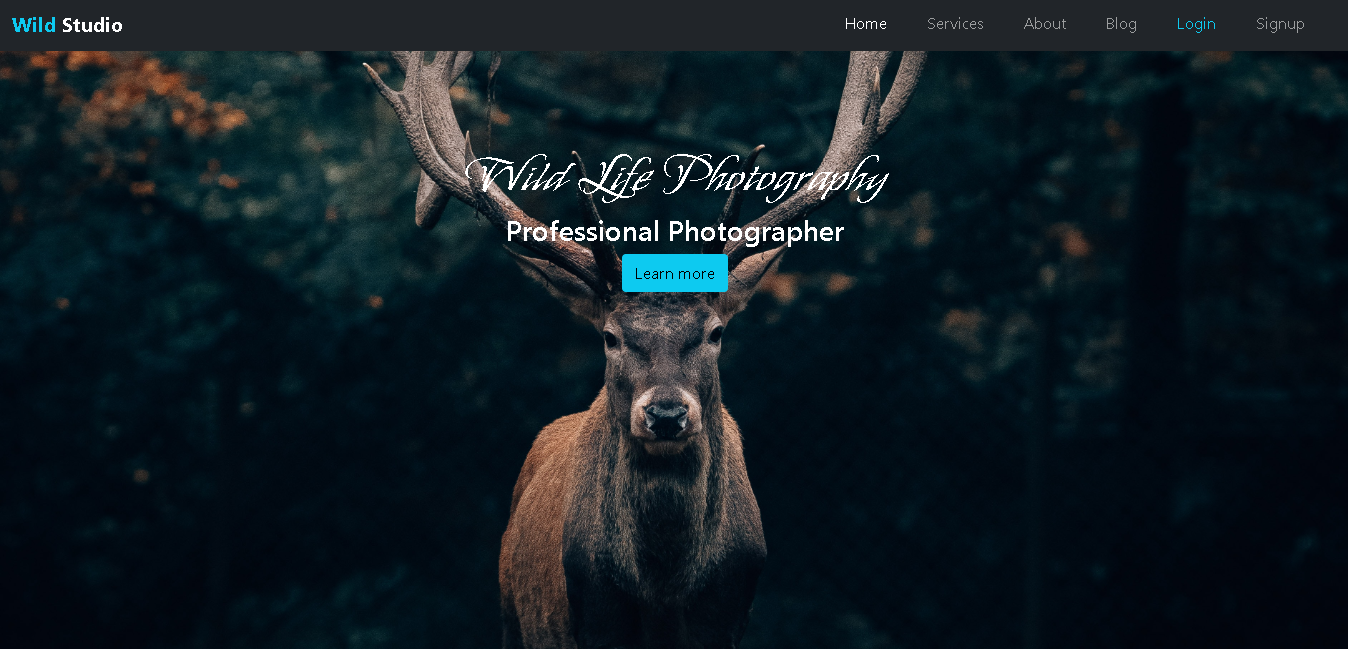 Wild Studio Home Services About Blog Login Signup
Wild Life Photography
Professional Photographer
Learn more